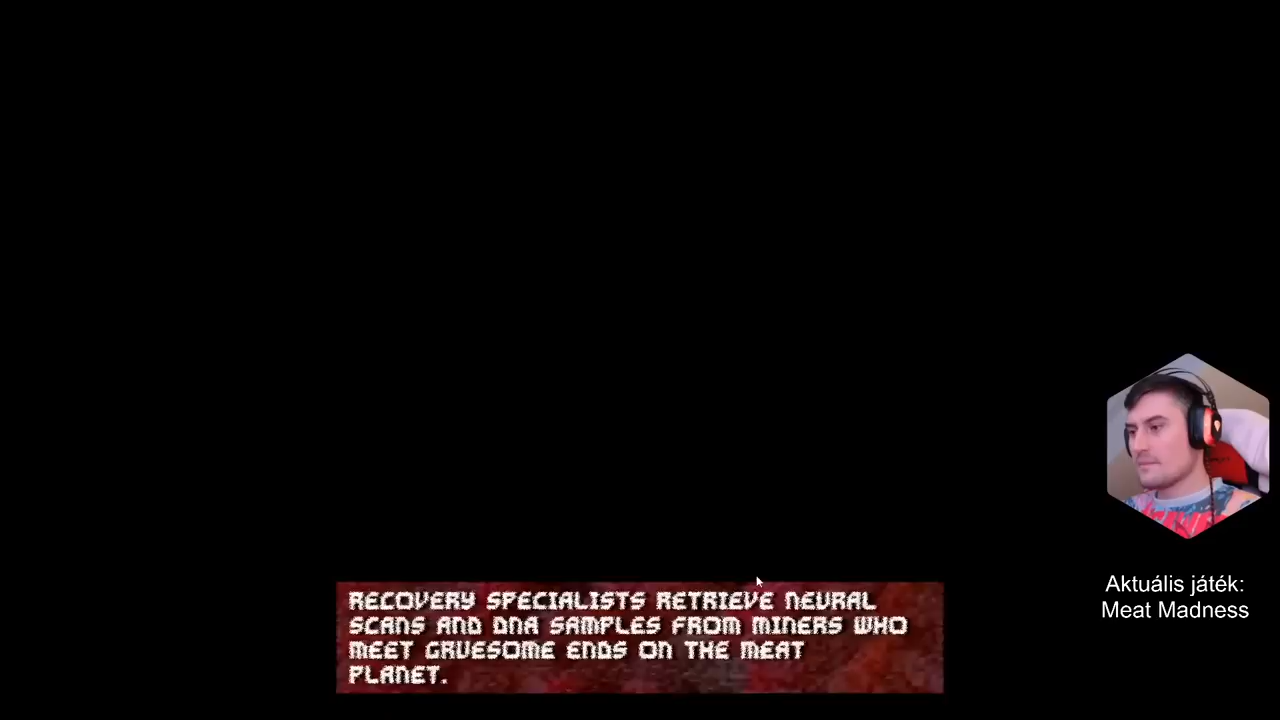 RECOVERY SPECIALISTS RETRIEVE NEURAL
SCANS AND DNA SAMPLES FROM MINERS WHO
MEET GRUESOME ENDS ON THE MEAT
PLANET.
Aktuális játék:
Meat Madness